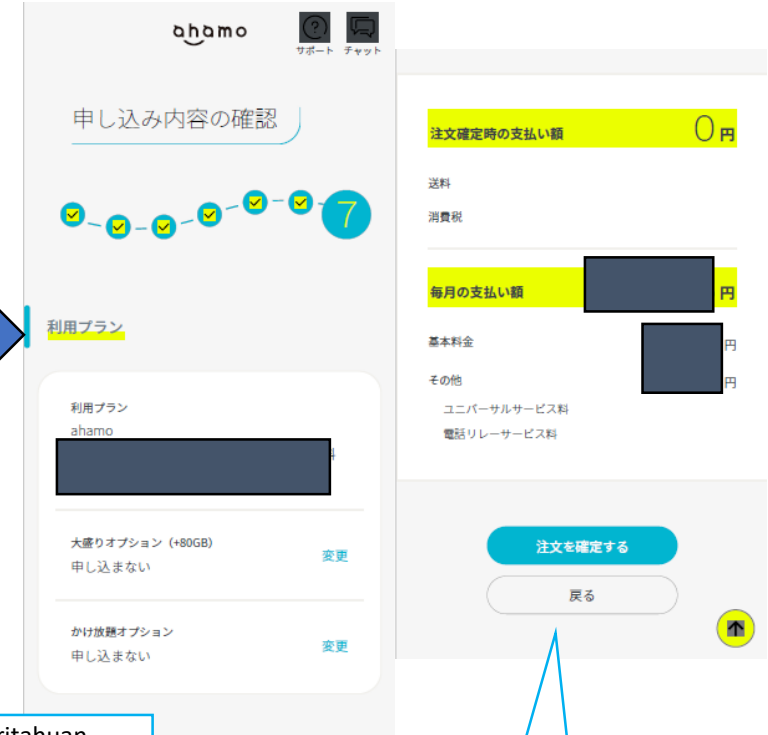 ahamo
サポート チャット
申し込み内容の確認
7
利用プラン
利用プラン
ahamo
大盛りオプション（+80GB）
申し込まない
変更
かけ放題オプション
申し込まない
変更
ritahuan
注文確定時の支払い額 0円
送料
消費税
毎月の支払い額 円
基本料金 円
その他 円
ユニバーサルサービス料
電話リレーサービス料
注文を確定する
戻る